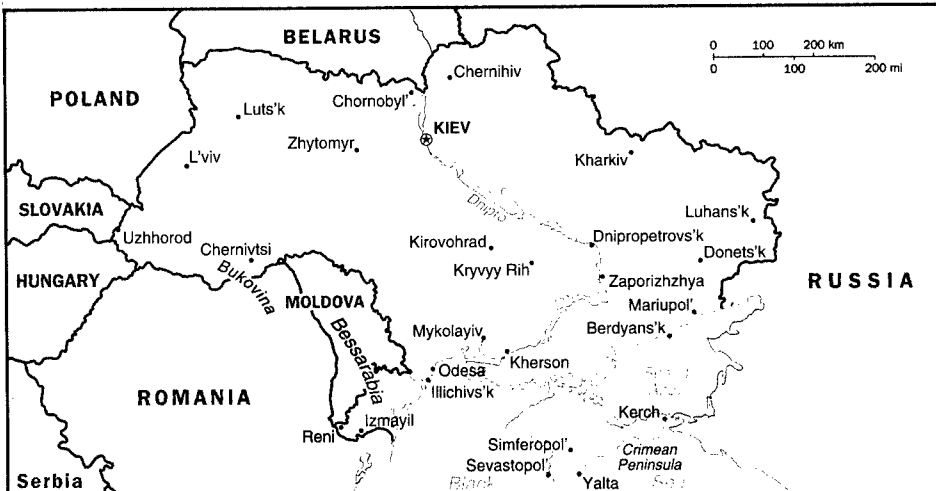 BELARUS
0 100 200 km
0 100 200 mi
Chernihiv
POLAND
Chornobyl'
Luts'k
KIEV
Zhytomyr
Kharkiv
L'viv
SLOVAKIA
Dnipro
Luhans'k
Uzhhorod
Chernivtsi
Kirovohrad
Dnipropetrovs'k
Donets'k
HUNGARY
Bukovina
Kryvyy Rih
Zaporizhzhya
RUSSIA
MOLDOVA
Mariupol'
Bessarabia
Mykolayiv
Berdyans'k
Kherson
Odesa
Illichivs'k
ROMANIA
Kerch
Reni
Izmayil
Simferopol'
Crimean
Peninsula
Sevastopol'
Serbia
Black
Yalta